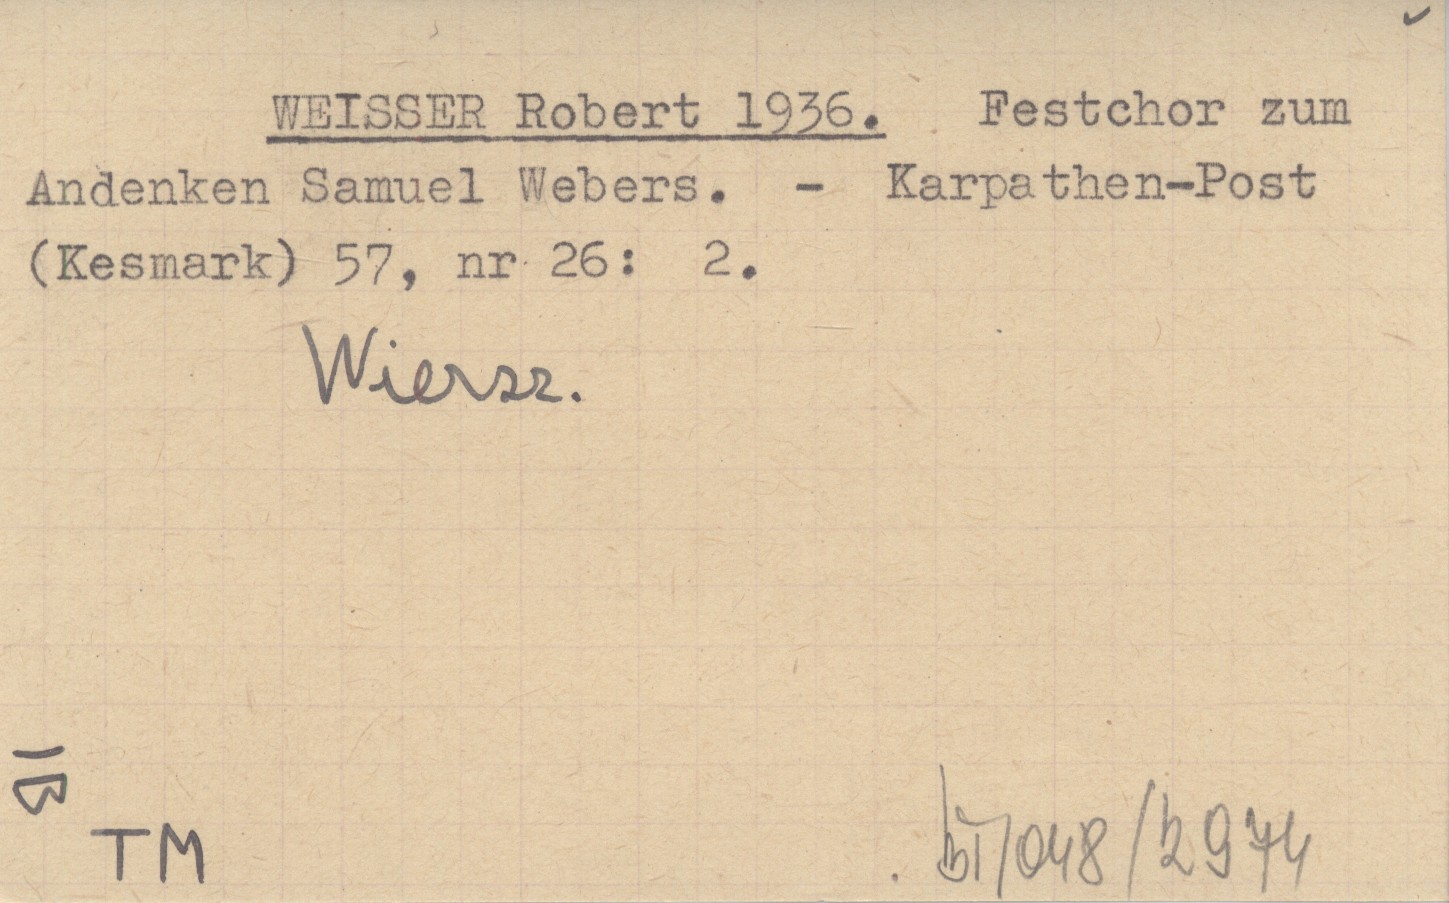 WEISSER Robert 1936. Festchor zum
Andenken Samuel Webers. - Karpathen-Post
(Kesmark) 57, nr 26: 2.
Wiersz.
TM